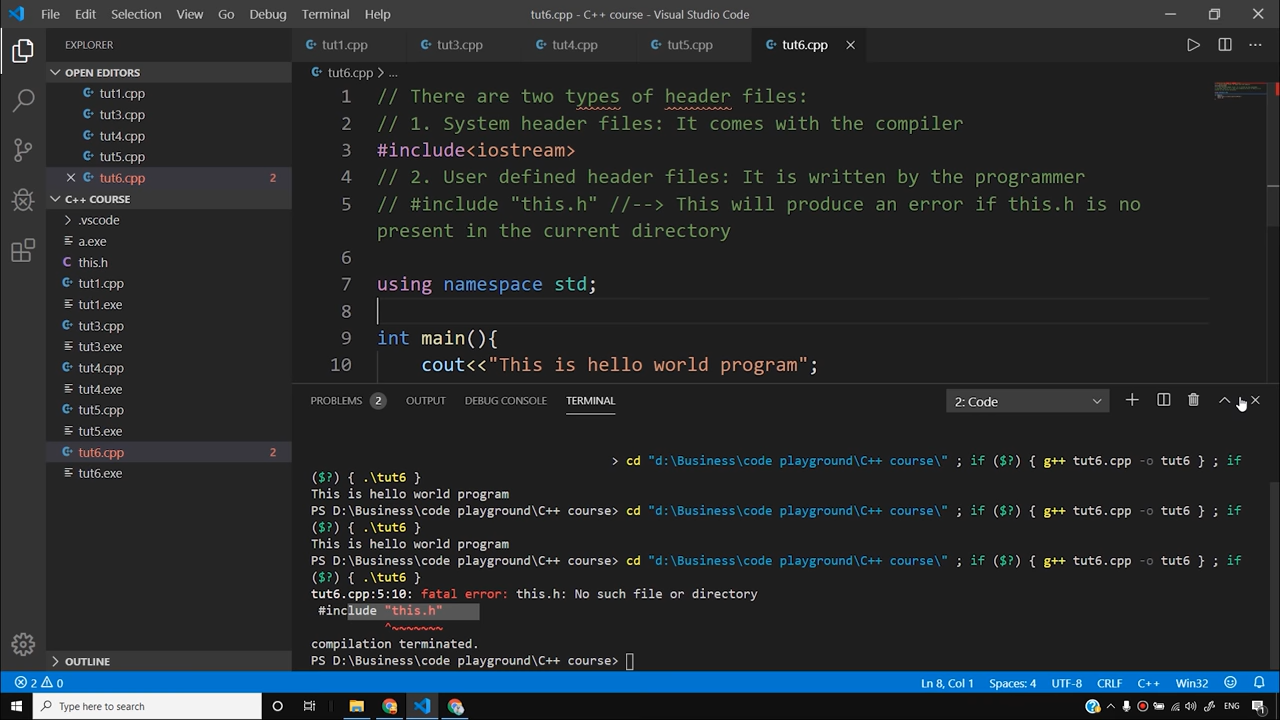 File Edit Selection View Go Debug Terminal Help tut6.cpp - C++ course - Visual Studio Code
EXPLORER
tut1.cpp tut3.cpp tut4.cpp tut5.cpp tut6.cpp
OPEN EDITORS
tut1.cpp
tut3.cpp
tut4.cpp
tut5.cpp
tut6.cpp 2
C++ COURSE
.vscode
a.exe
C this.h
tut1.cpp
tut1.exe
tut3.cpp
tut3.exe
tut4.cpp
tut4.exe
tut5.cpp
tut5.exe
tut6.cpp 2
tut6.exe
OUTLINE
tut6.cpp > ...
1 // There are two types of header files:
2 // 1. System header files: It comes with the compiler
3 #include<iostream>
4 // 2. User defined header files: It is written by the programmer
5 // #include "this.h" //--> This will produce an error if this.h is no
present in the current directory
6
7 using namespace std;
8
9 int main(){
10 cout<<"This is hello world program";
PROBLEMS 2 OUTPUT DEBUG CONSOLE TERMINAL 2: Code
> cd "d:\Business\code playground\C++ course\" ; if ($?) { g++ tut6.cpp -o tut6 } ; if
($?) { .\tut6 }
This is hello world program
PS D:\Business\code playground\C++ course> cd "d:\Business\code playground\C++ course\" ; if ($?) { g++ tut6.cpp -o tut6 } ; if
($?) { .\tut6 }
This is hello world program
PS D:\Business\code playground\C++ course> cd "d:\Business\code playground\C++ course\" ; if ($?) { g++ tut6.cpp -o tut6 } ; if
($?) { .\tut6 }
tut6.cpp:5:10: fatal error: this.h: No such file or directory
#include "this.h"
^~~~~~~~
compilation terminated.
PS D:\Business\code playground\C++ course>
2 0 Ln 8, Col 1 Spaces: 4 UTF-8 CRLF C++ Win32
Type here to search ENG